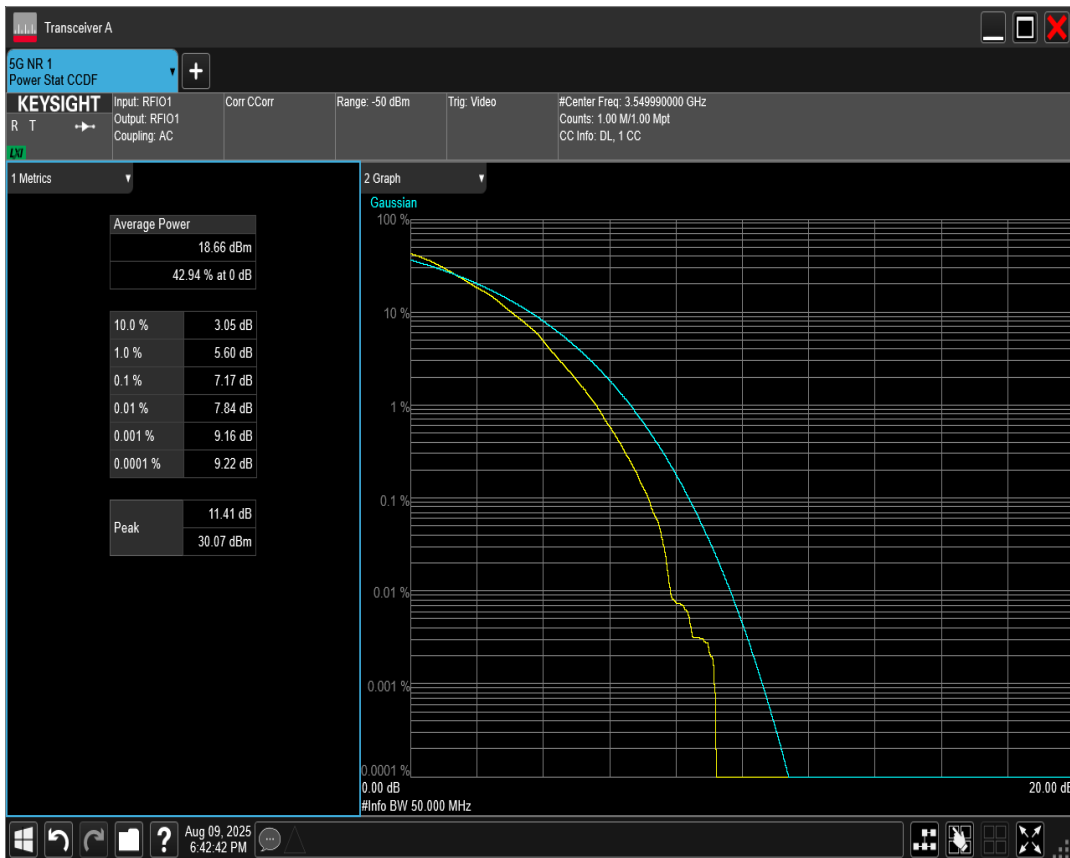 Transceiver A
5G NR 1
Power Stat CCDF
KEYSIGHT
R T
LXI
Input: RFIO1
Output: RFIO1
Coupling: AC
Corr CCorr
Range: -50 dBm
Trig: Video
#Center Freq: 3.549990000 GHz
Counts: 1.00 M/1.00 Mpt
CC Info: DL, 1 CC
1 Metrics
Average Power
18.66 dBm
42.94 % at 0 dB
10.0 % 3.05 dB
1.0 % 5.60 dB
0.1 % 7.17 dB
0.01 % 7.84 dB
0.001 % 9.16 dB
0.0001 % 9.22 dB
Peak
11.41 dB
30.07 dBm
2 Graph
Gaussian
100 %
10 %
1 %
0.1 %
0.01 %
0.001 %
0.0001 %
0.00 dB 20.00 dB
#Info BW 50.000 MHz
? Aug 09, 2025
6:42:42 PM